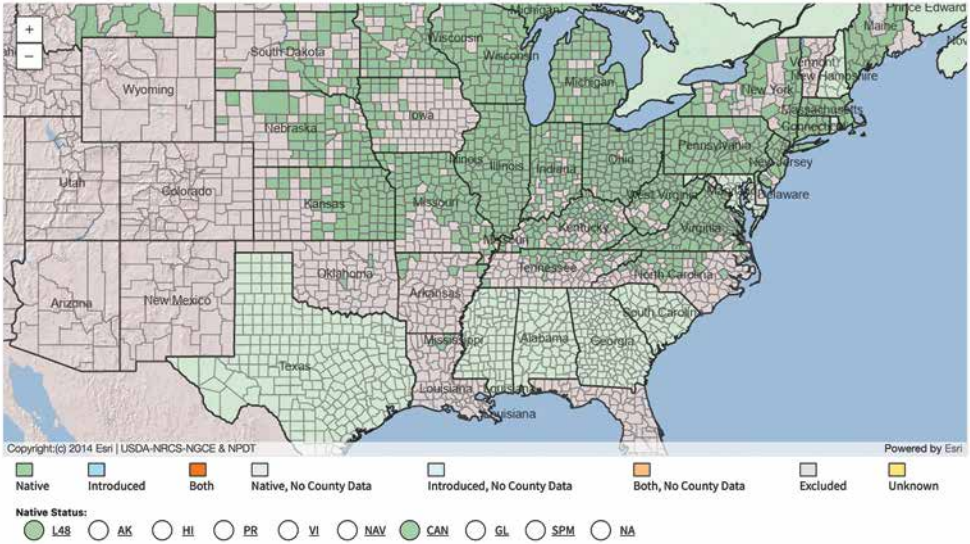 +
−
Prince Edward
Michigan
Maine
Wisconsin
South Dakota
Wisconsin
Vermont
New Hampshire
Michigan
Wyoming
New York
Massachusetts
Iowa
Nebraska
Pennsylvania
Illinois
Illinois
Indiana
Ohio
New Jersey
Utah
Colorado
West Virginia
Delaware
Kansas
Missouri
Kentucky
Virginia
Missouri
Tennessee
North Carolina
Oklahoma
Arkansas
Arizona
New Mexico
South Carolina
Mississippi
Alabama
Georgia
Texas
Louisiana
Louisiana
Louisiana
Copyright:(c) 2014 Esri | USDA-NRCS-NGCE & NPDT
Powered by Esri
Native
Introduced
Both
Native, No County Data
Introduced, No County Data
Both, No County Data
Excluded
Unknown
Native Status:
L48
AK
HI
PR
VI
NAV
CAN
GL
SPM
NA